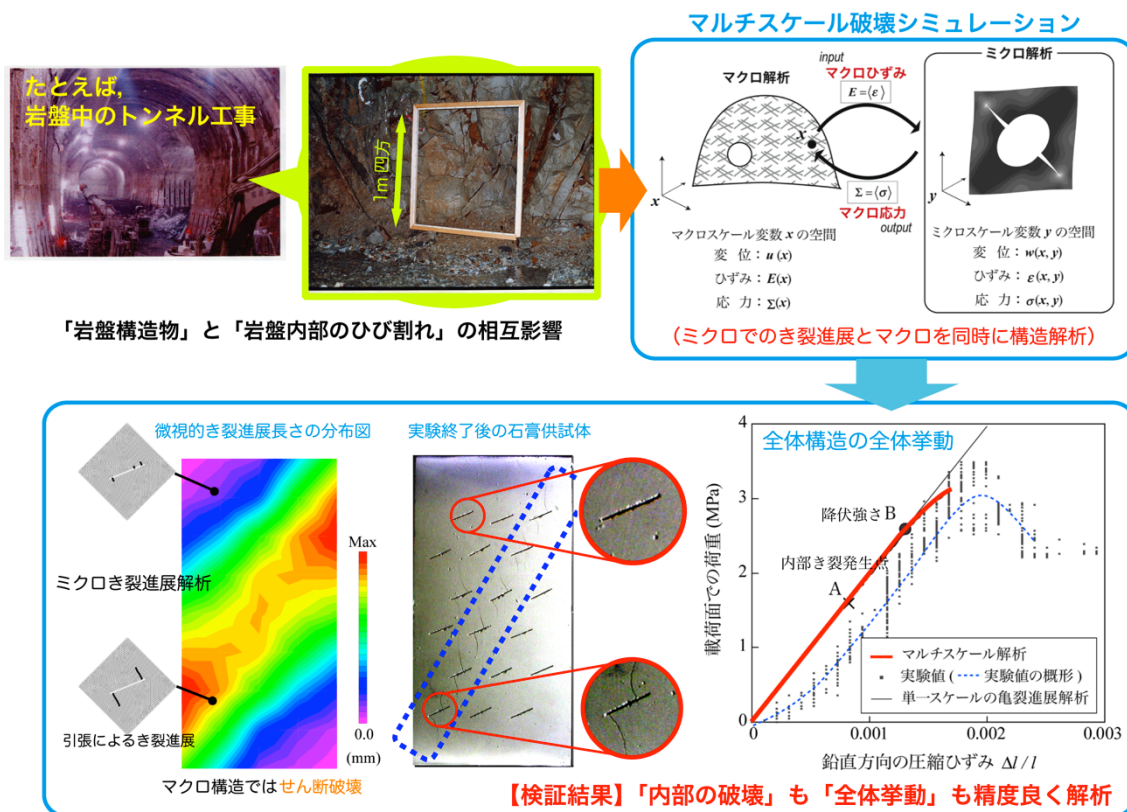 マルチスケール破壊シミュレーション
たとえば,
岩盤中のトンネル工事
1m四方
「岩盤構造物」と「岩盤内部のひび割れ」の相互影響
マクロ解析
input
マクロひずみ
E =⟨ε⟩
x
x
Σ =⟨σ⟩
マクロ応力
output
マクロスケール変数 x の空間
変 位 : u(x)
ひずみ : E(x)
応 力 : Σ(x)
ミクロ解析
y
ミクロスケール変数 y の空間
変 位 : w(x, y)
ひずみ : ε(x, y)
応 力 : σ(x, y)
(ミクロでのき裂進展とマクロを同時に構造解析)
微視的き裂進展長さの分布図
ミクロき裂進展解析
引張によるき裂進展
Max
0.0
(mm)
マクロ構造ではせん断破壊
実験終了後の石膏供試体
全体構造の全体挙動
載荷面での荷重 (MPa)
4
3
2
1
0
降伏強さ B
内部き裂発生点
A
マルチスケール解析
実験値 ( 実験値の概形 )
単一スケールの亀裂進展解析
0
0.001
0.002
0.003
鉛直方向の圧縮ひずみ Δl / l
【検証結果】「内部の破壊」も「全体挙動」も精度良く解析